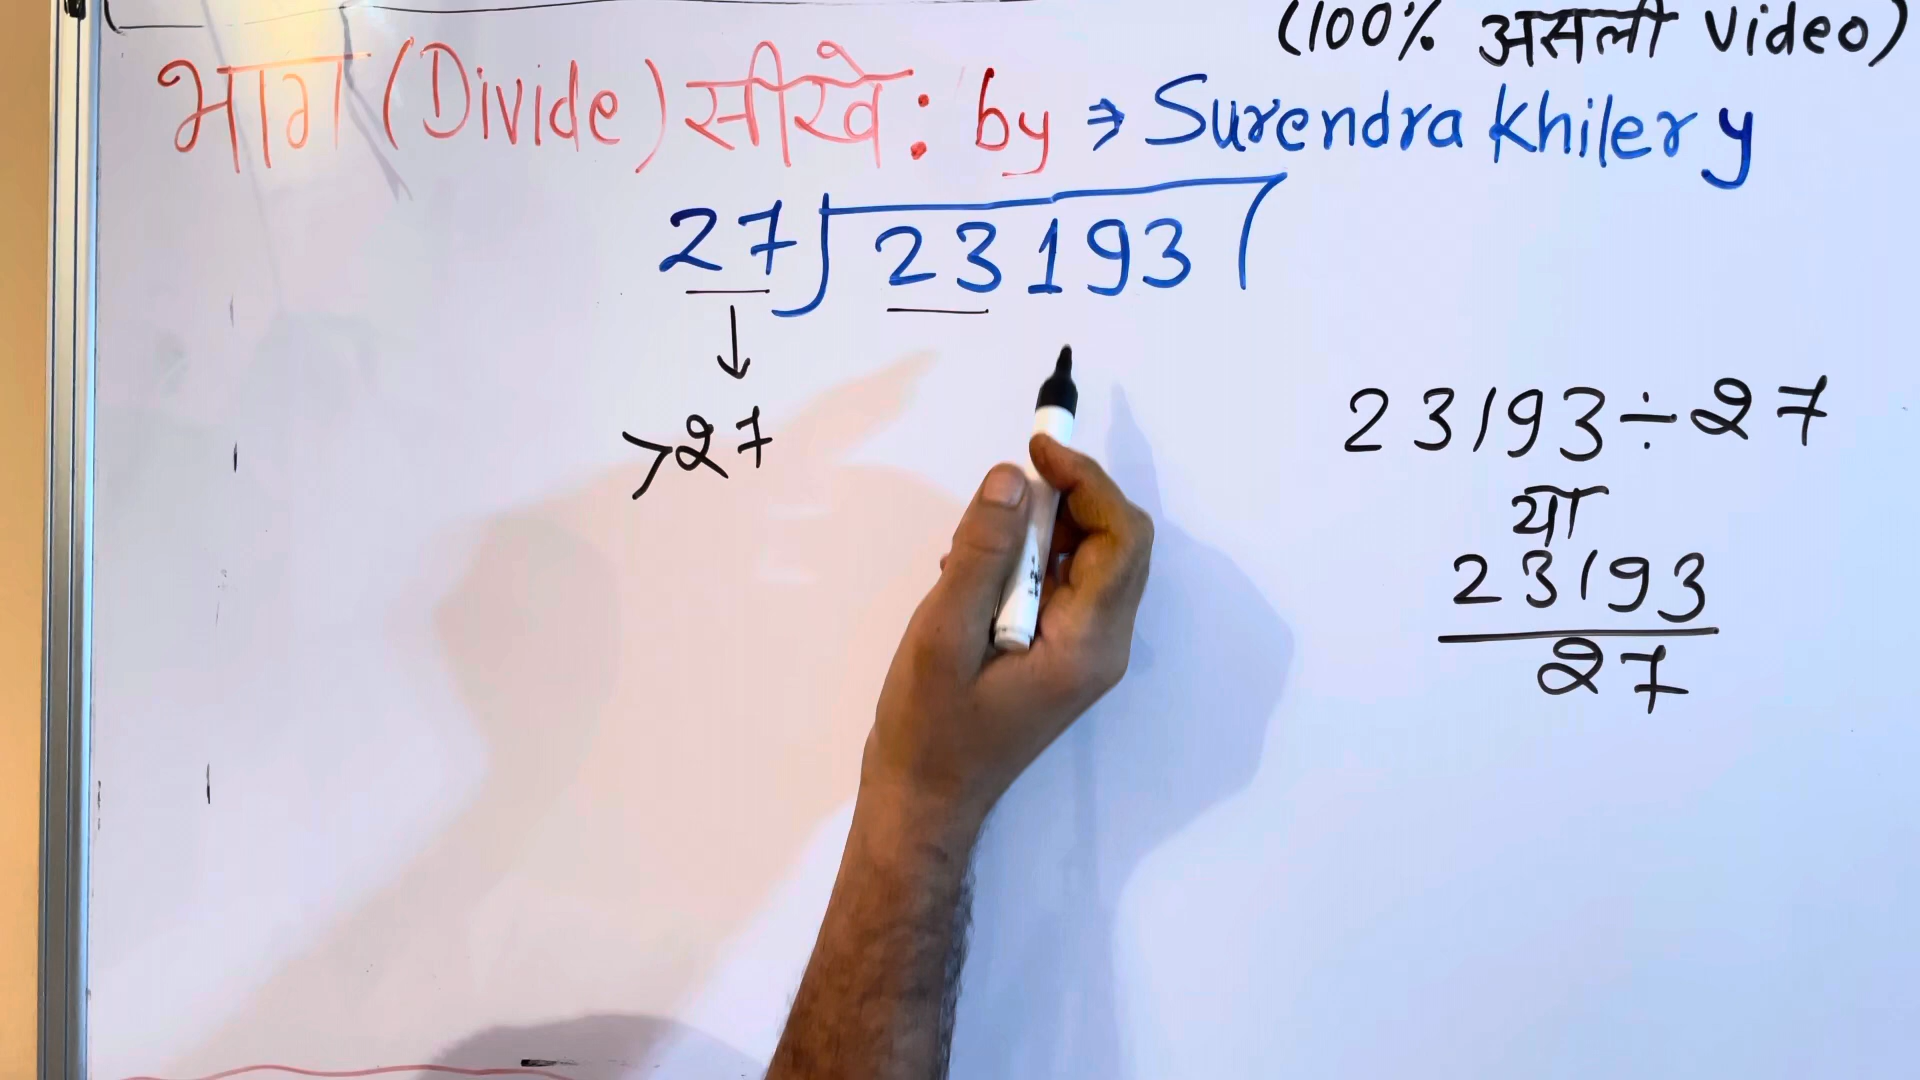 (100% असली video)
भाग (Divide) सीखे : by → Surendra Khilery
27 ) 23193 (
↓
>27
23193 ÷ 27
या
23193
27